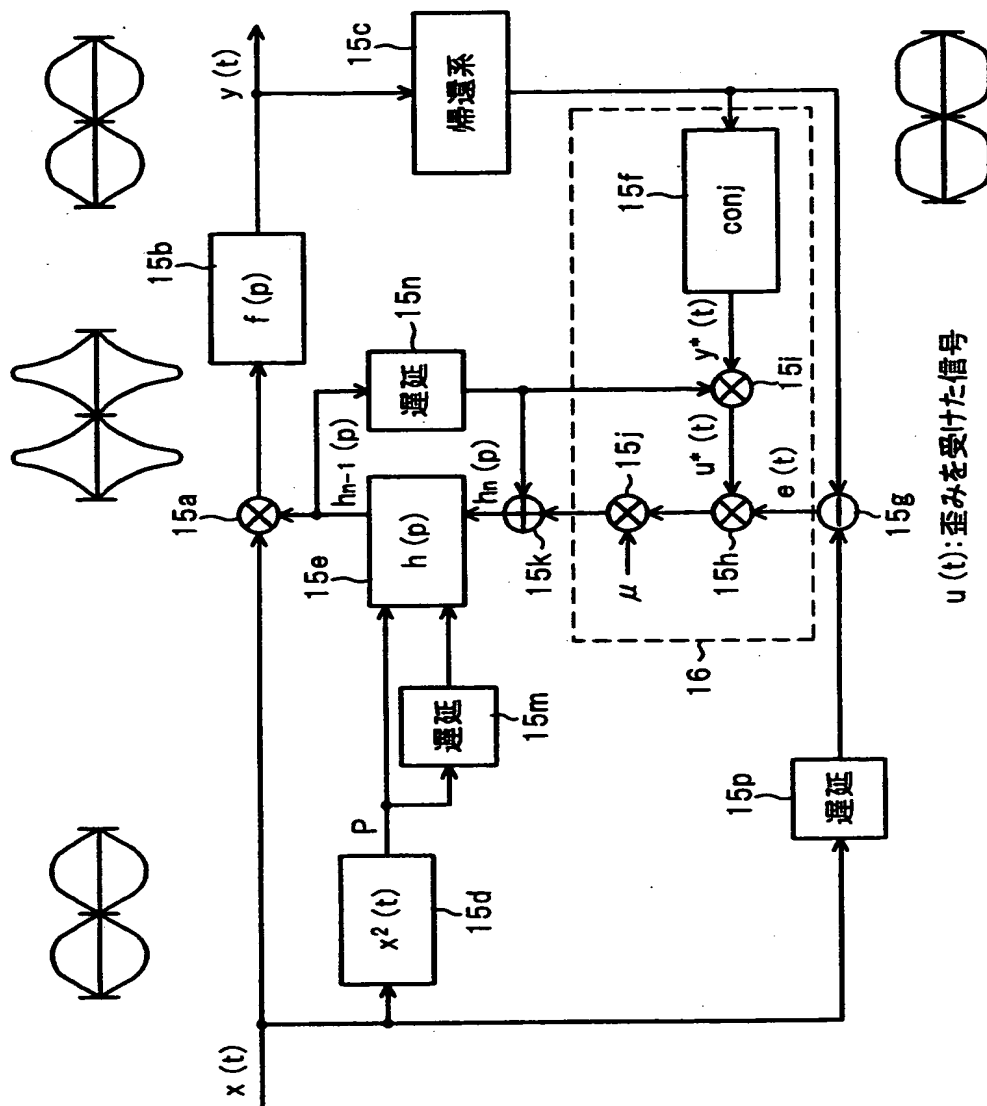 x(t)
15a
15b
f(p)
y(t)
15c
帰還系
x²(t)
15d
P
遅延
15m
15e
h(p)
hn-1(p)
15n
遅延
hn(p)
15k
μ
15j
15h
u*(t)
e(t)
15i
y*(t)
15f
conj
16
15g
15p
遅延
u(t):歪みを受けた信号